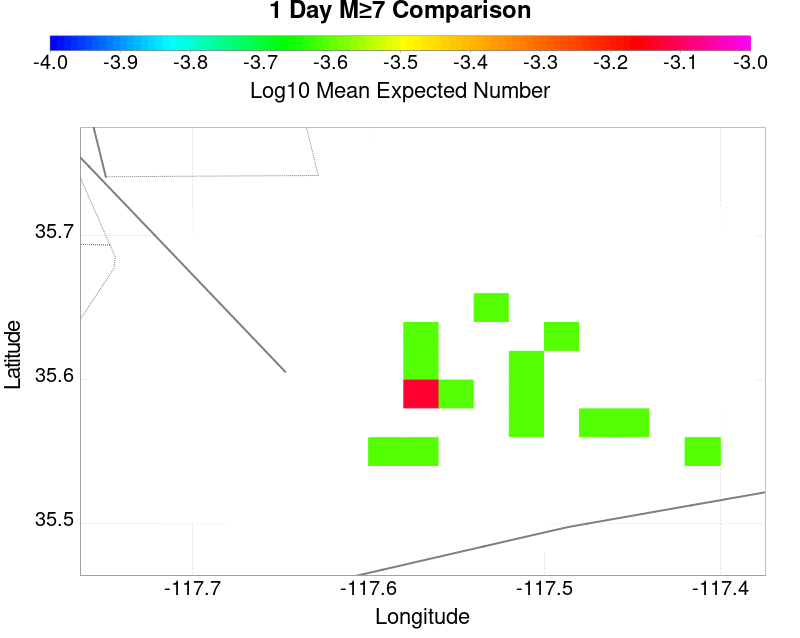 1 Day M≥7 Comparison
-4.0 -3.9 -3.8 -3.7 -3.6 -3.5 -3.4 -3.3 -3.2 -3.1 -3.0
Log10 Mean Expected Number
35.7
35.6
35.5
Latitude
-117.7 -117.6 -117.5 -117.4
Longitude